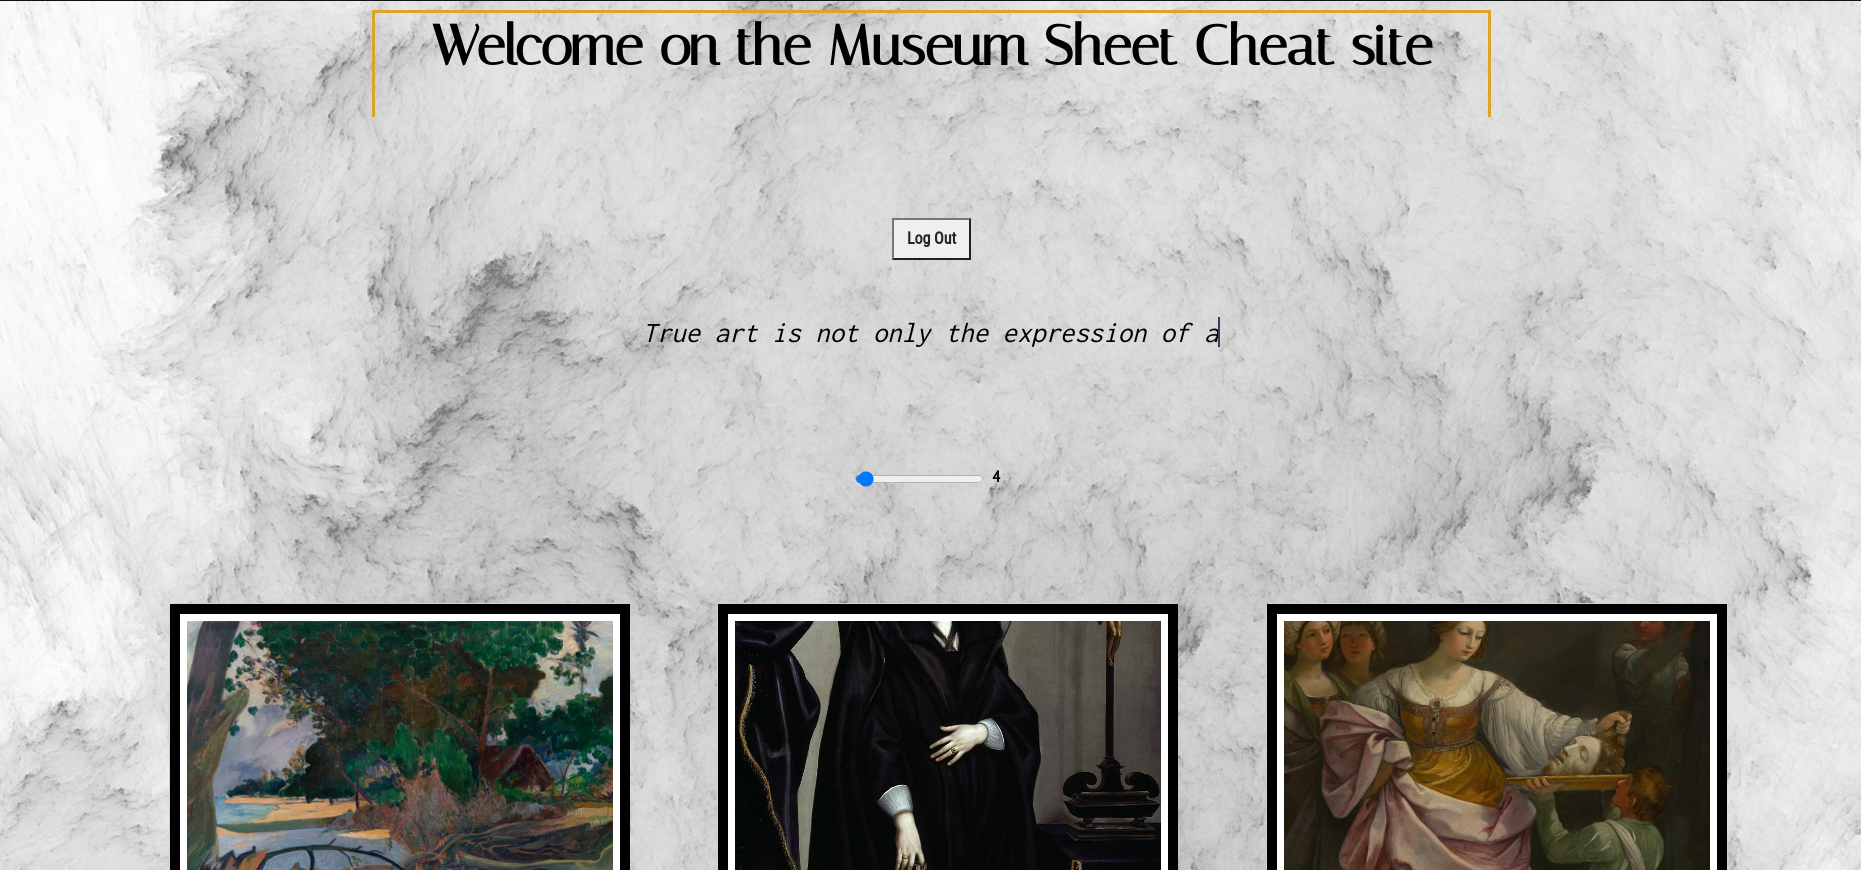 Welcome on the Museum Sheet Cheat site
Log Out
True art is not only the expression of a
4